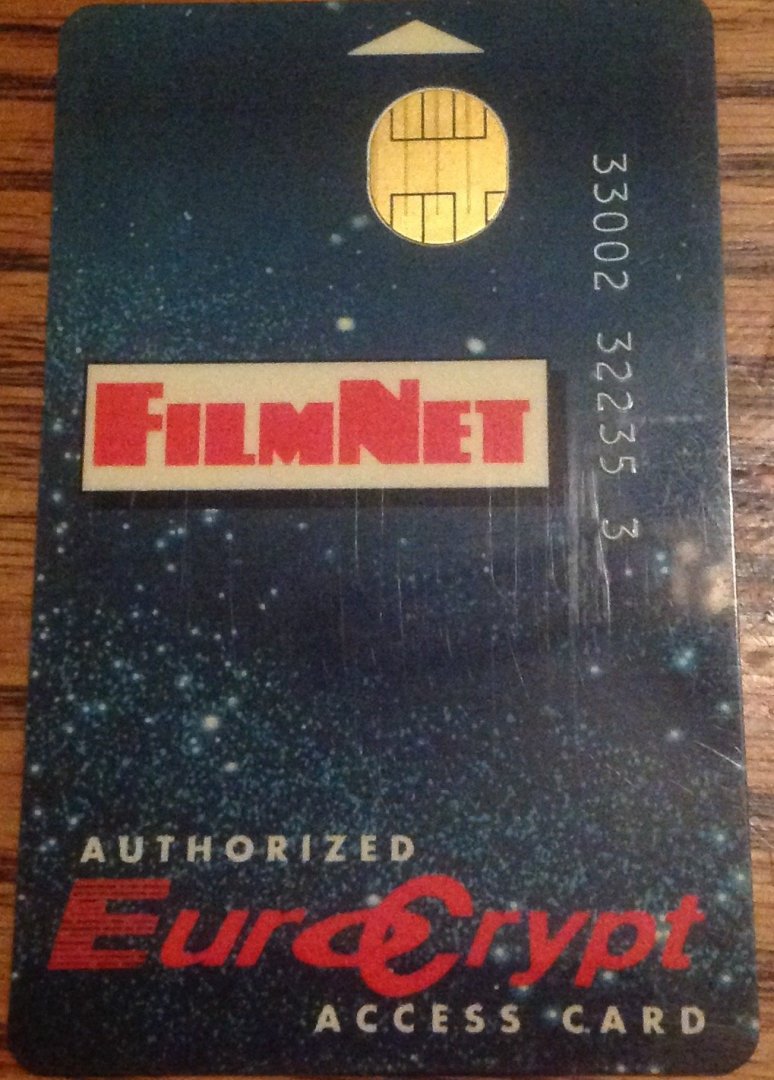 33002 32235 3
FILMNET
AUTHORIZED
EuroCrypt
ACCESS CARD